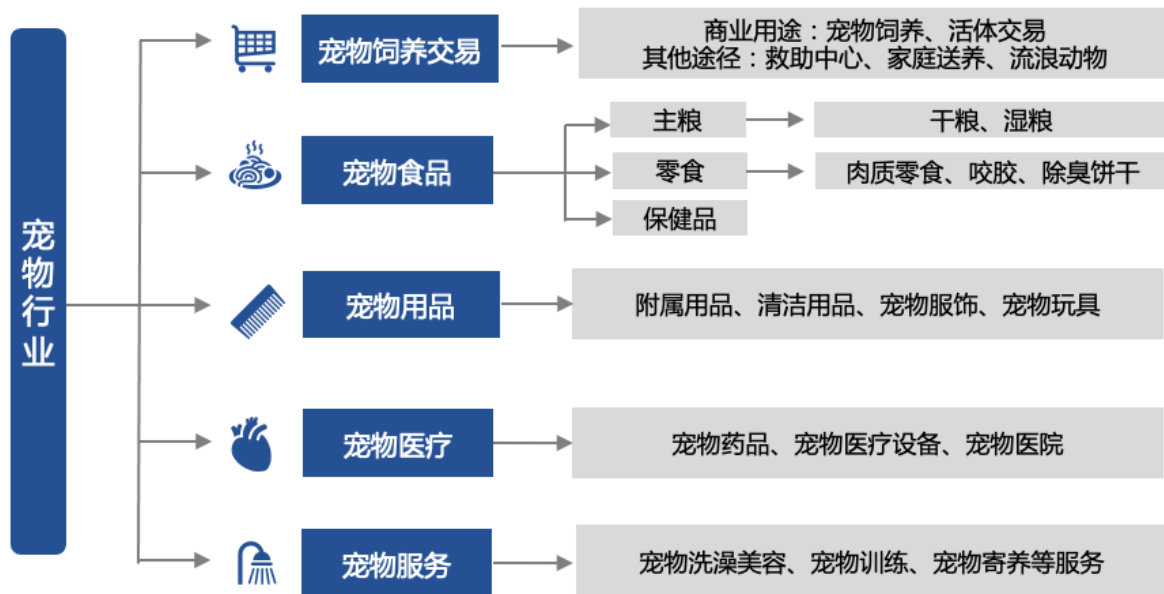 宠物行业
宠物饲养交易
商业用途：宠物饲养、活体交易
其他途径：救助中心、家庭送养、流浪动物
宠物食品
主粮
干粮、湿粮
零食
肉质零食、咬胶、除臭饼干
保健品
宠物用品
附属用品、清洁用品、宠物服饰、宠物玩具
宠物医疗
宠物药品、宠物医疗设备、宠物医院
宠物服务
宠物洗澡美容、宠物训练、宠物寄养等服务